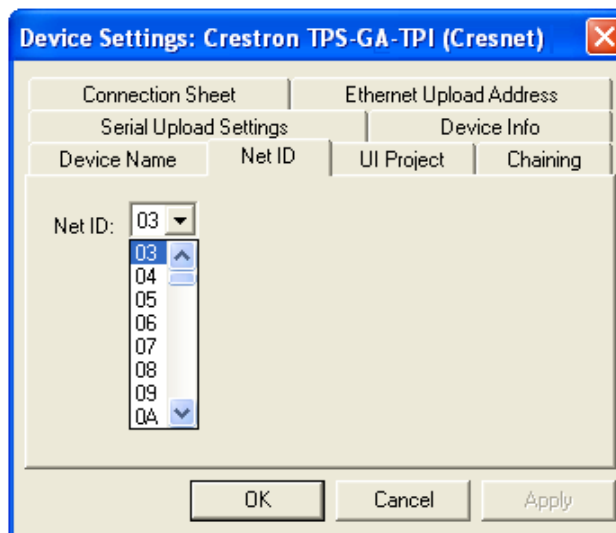 Device Settings: Crestron TPS-GA-TPI (Cresnet)
Connection Sheet Ethernet Upload Address
Serial Upload Settings Device Info
Device Name Net ID UI Project Chaining
Net ID: 03
03
04
05
06
07
08
09
0A
OK Cancel Apply